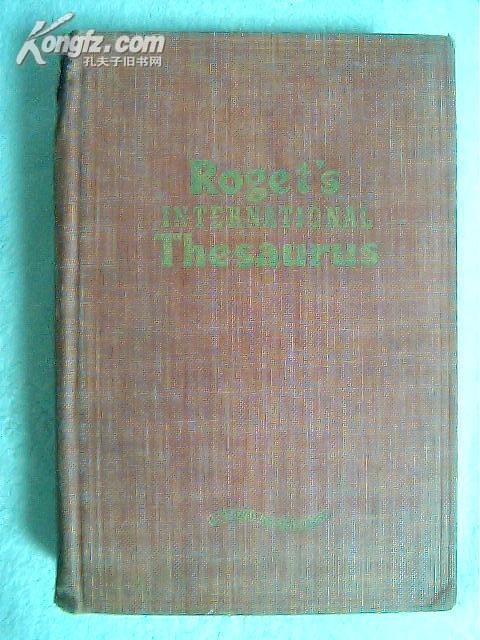 Kongfz.com
孔夫子旧书网
Roget's
INTERNATIONAL
Thesaurus